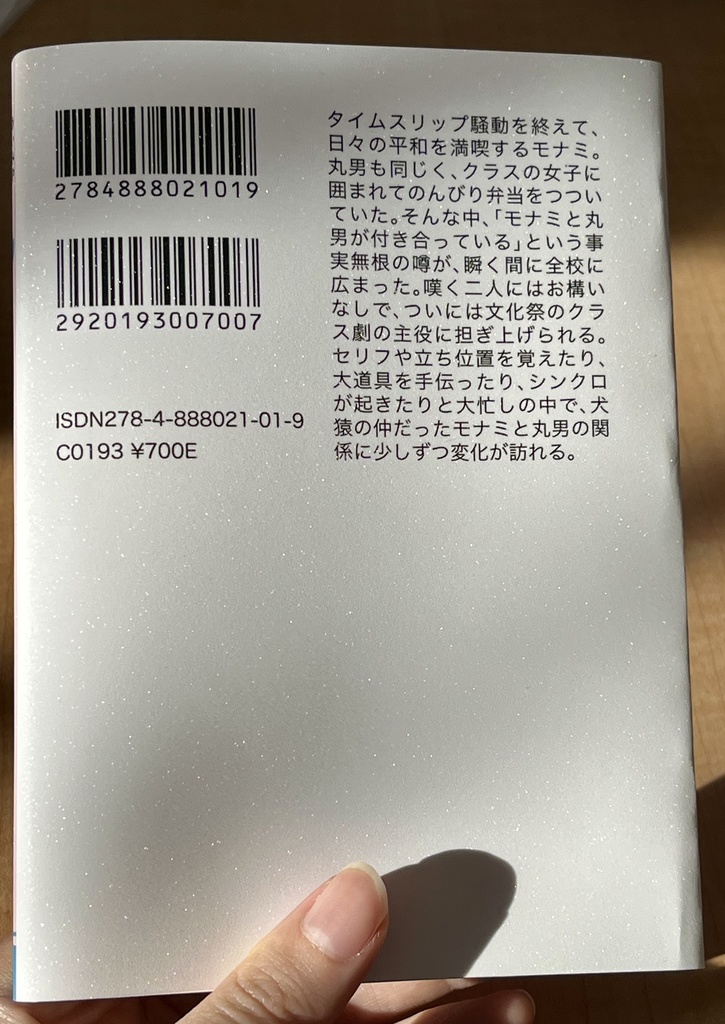 2784888021019
2920193007007
ISDN278-4-888021-01-9
C0193 ¥700E
タイムスリップ騒動を終えて、
日々の平和を満喫するモナミ。
丸男も同じく、クラスの女子に
囲まれてのんびり弁当をつつい
ていた。そんな中、「モナミと丸
男が付き合っている」という事
実無根の噂が、瞬く間に全校に
広まった。嘆く二人にはお構い
なしで、ついには文化祭のクラ
ス劇の主役に担ぎ上げられる。
セリフや立ち位置を覚えたり、
大道具を手伝ったり、シンクロ
が起きたりと大忙しの中で、犬
猿の仲だったモナミと丸男の関
係に少しずつ変化が訪れる。